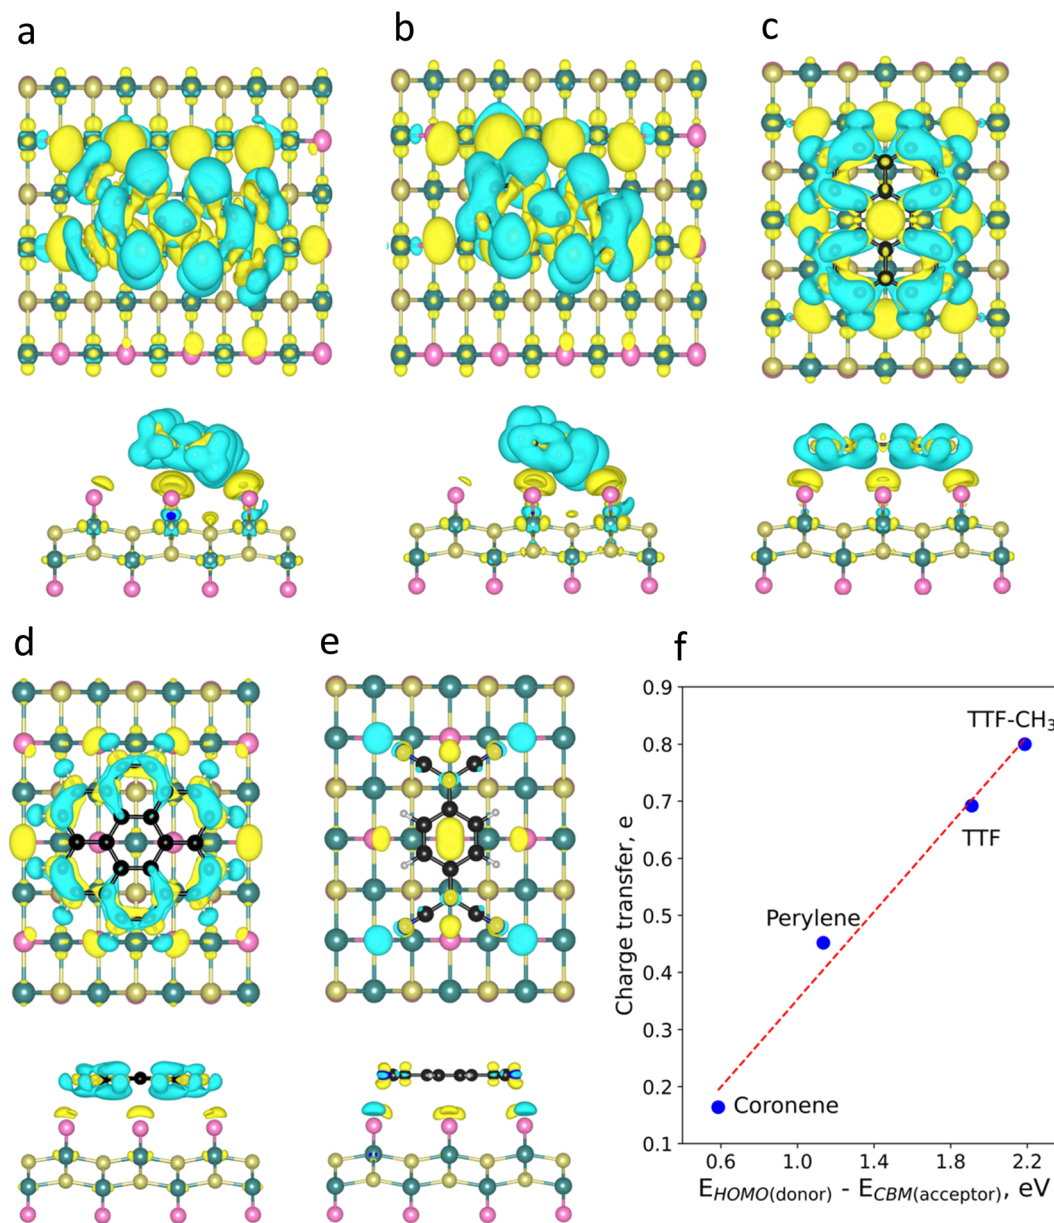 a
b
c
d
e
f
0.9
0.8
0.7
0.6
0.5
0.4
0.3
0.2
0.1
Charge transfer, e
TTF-CH3
TTF
Perylene
Coronene
0.6 1.0 1.4 1.8 2.2
EHOMO(donor) - ECBM(acceptor), eV